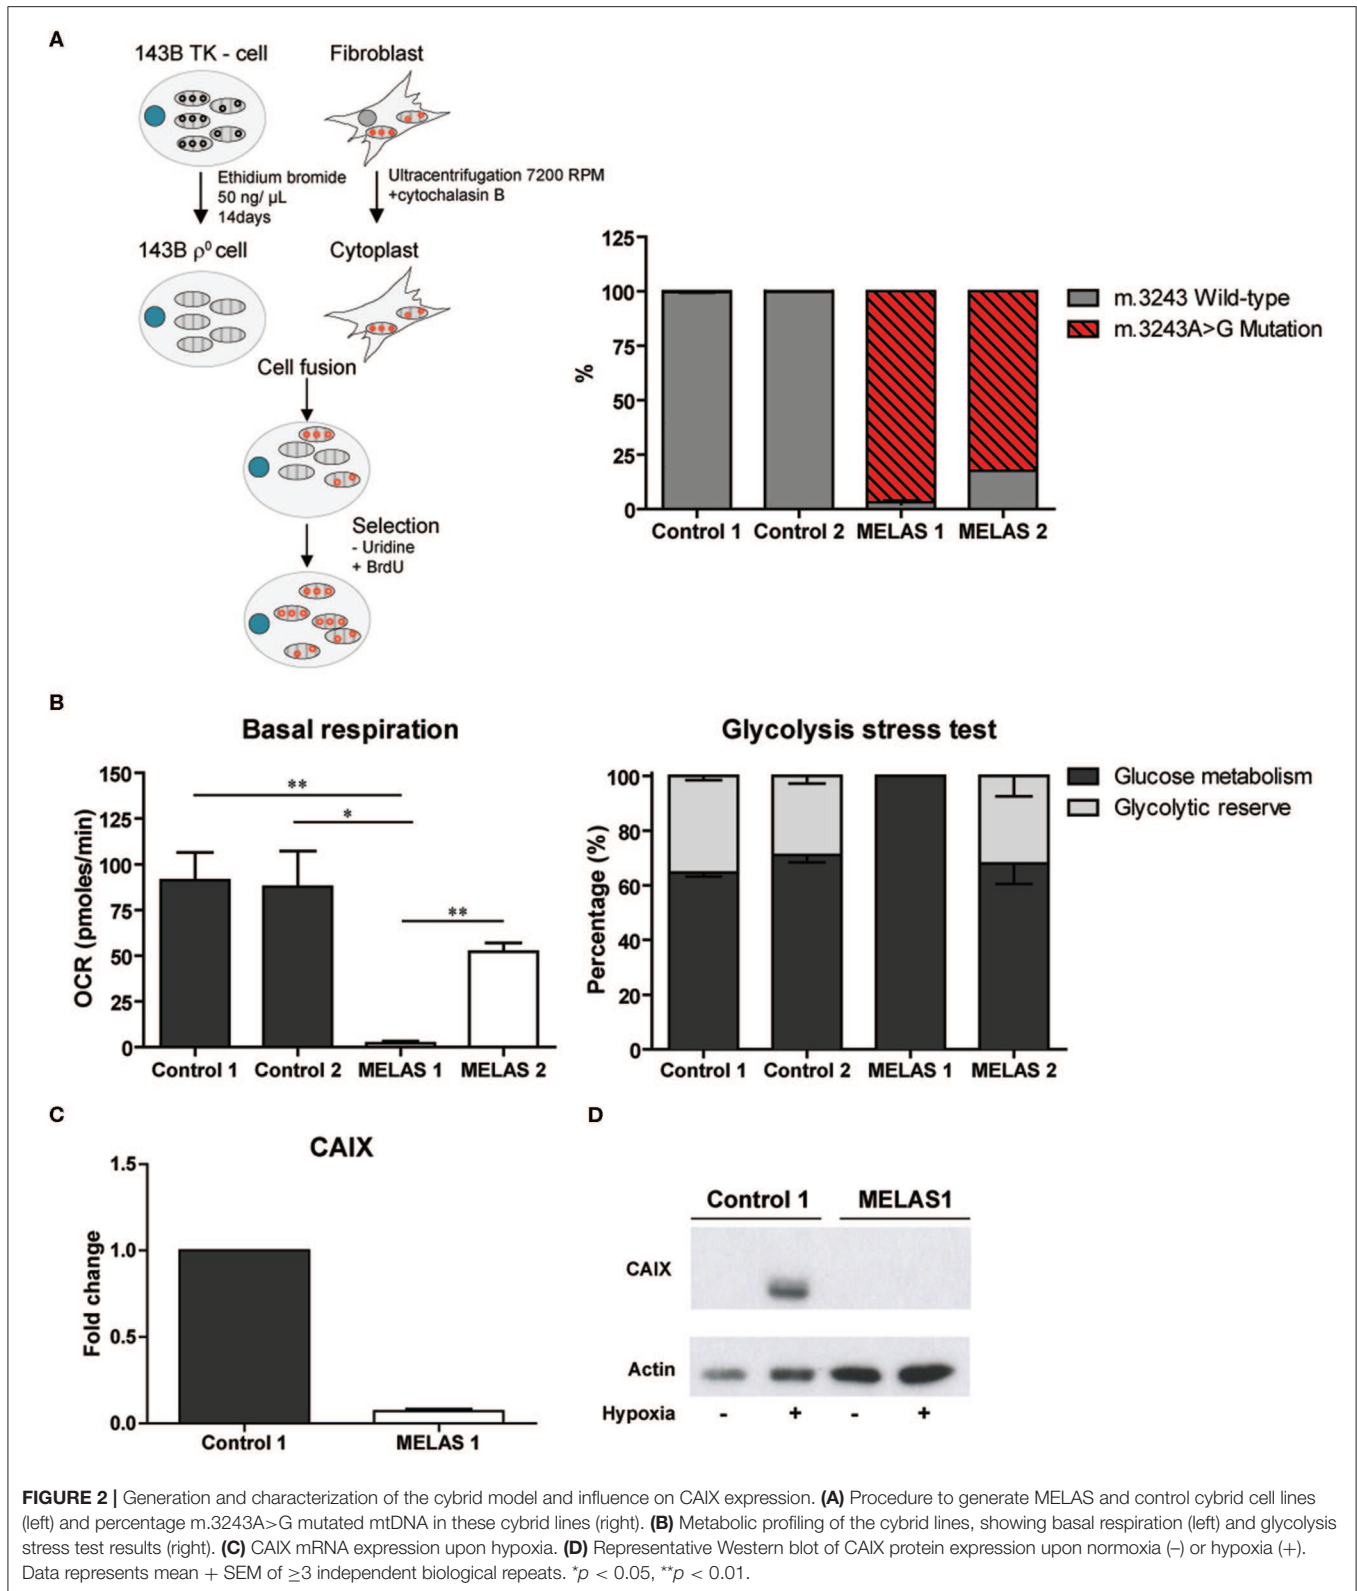 A
143B TK - cell
Fibroblast
Ethidium bromide
50 ng/ µL
14days
Ultracentrifugation 7200 RPM
+cytochalasin B
143B ρ⁰ cell
Cytoplast
Cell fusion
Selection
- Uridine
+ BrdU
125
100
75
50
25
0
%
Control 1 Control 2 MELAS 1 MELAS 2
m.3243 Wild-type
m.3243A>G Mutation
B
Basal respiration
150
125
100
75
50
25
0
OCR (pmoles/min)
**
*
**
Control 1 Control 2 MELAS 1 MELAS 2
Glycolysis stress test
100
80
60
40
20
0
Percentage (%)
Control 1 Control 2 MELAS 1 MELAS 2
Glucose metabolism
Glycolytic reserve
C
CAIX
1.5
1.0
0.5
0.0
Fold change
Control 1 MELAS 1
D
Control 1 MELAS1
CAIX
Actin
Hypoxia - + - +
FIGURE 2 | Generation and characterization of the cybrid model and influence on CAIX expression. (A) Procedure to generate MELAS and control cybrid cell lines
(left) and percentage m.3243A>G mutated mtDNA in these cybrid lines (right). (B) Metabolic profiling of the cybrid lines, showing basal respiration (left) and glycolysis
stress test results (right). (C) CAIX mRNA expression upon hypoxia. (D) Representative Western blot of CAIX protein expression upon normoxia (–) or hypoxia (+).
Data represents mean + SEM of ≥3 independent biological repeats. *p < 0.05, **p < 0.01.